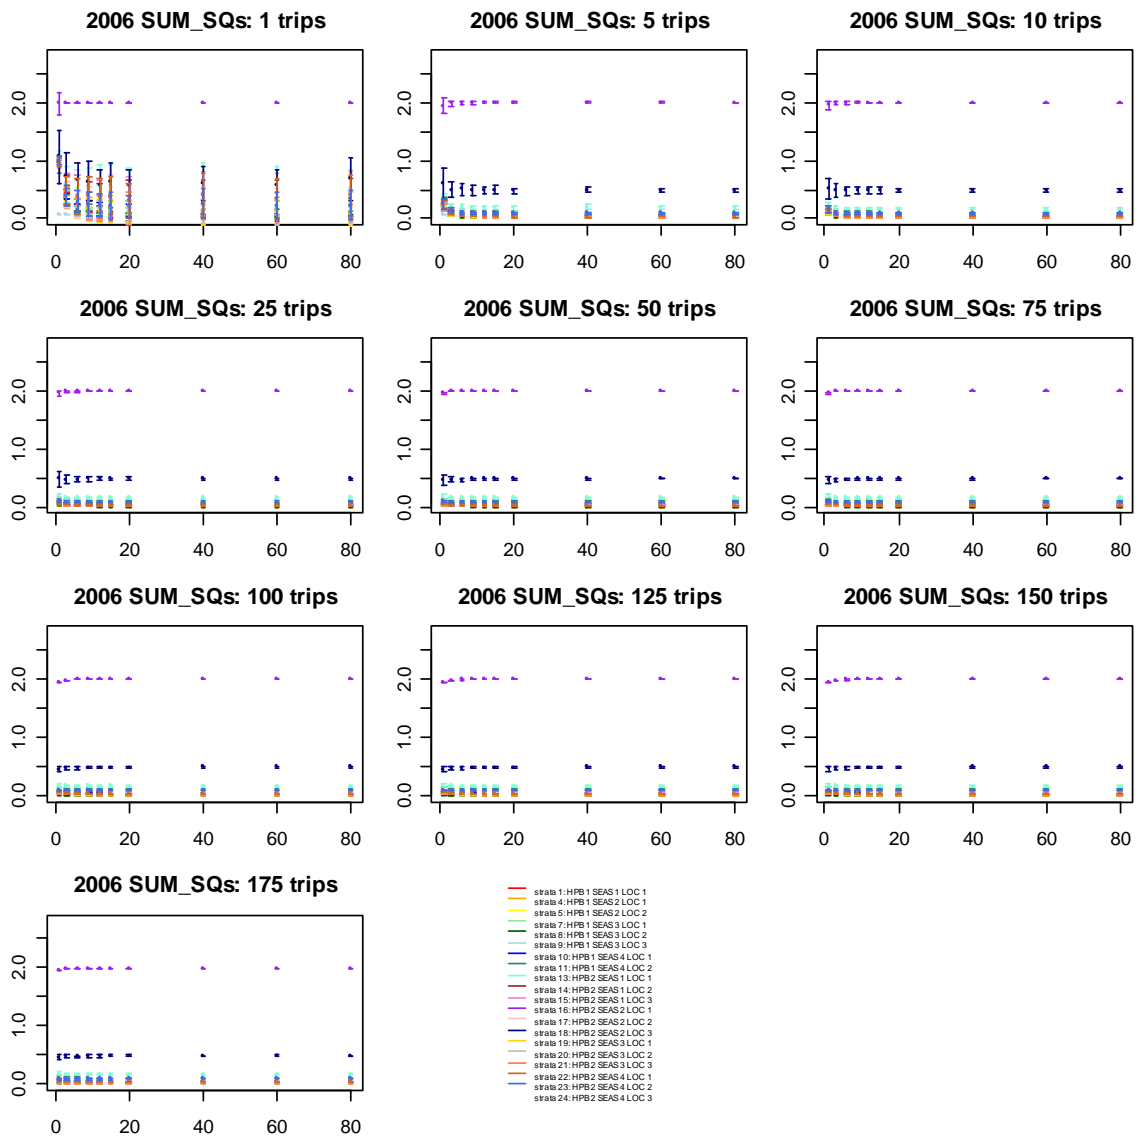 2006 SUM_SQs: 1 trips
2006 SUM_SQs: 5 trips
2006 SUM_SQs: 10 trips
0.0 1.0 2.0
0.0 1.0 2.0
0.0 1.0 2.0
0 20 40 60 80
0 20 40 60 80
0 20 40 60 80
2006 SUM_SQs: 25 trips
2006 SUM_SQs: 50 trips
2006 SUM_SQs: 75 trips
0.0 1.0 2.0
0.0 1.0 2.0
0.0 1.0 2.0
0 20 40 60 80
0 20 40 60 80
0 20 40 60 80
2006 SUM_SQs: 100 trips
2006 SUM_SQs: 125 trips
2006 SUM_SQs: 150 trips
0.0 1.0 2.0
0.0 1.0 2.0
0.0 1.0 2.0
0 20 40 60 80
0 20 40 60 80
0 20 40 60 80
2006 SUM_SQs: 175 trips
0.0 1.0 2.0
0 20 40 60 80
strata 1: HPB 1 SEAS 1 LOC 1
strata 4: HPB 1 SEAS 2 LOC 1
strata 5: HPB 1 SEAS 2 LOC 2
strata 7: HPB 1 SEAS 3 LOC 1
strata 8: HPB 1 SEAS 3 LOC 2
strata 9: HPB 1 SEAS 3 LOC 3
strata 10: HPB 1 SEAS 4 LOC 1
strata 11: HPB 1 SEAS 4 LOC 2
strata 13: HPB 2 SEAS 1 LOC 1
strata 14: HPB 2 SEAS 1 LOC 2
strata 15: HPB 2 SEAS 1 LOC 3
strata 16: HPB 2 SEAS 2 LOC 1
strata 17: HPB 2 SEAS 2 LOC 2
strata 18: HPB 2 SEAS 2 LOC 3
strata 19: HPB 2 SEAS 3 LOC 1
strata 20: HPB 2 SEAS 3 LOC 2
strata 21: HPB 2 SEAS 3 LOC 3
strata 22: HPB 2 SEAS 4 LOC 1
strata 23: HPB 2 SEAS 4 LOC 2
strata 24: HPB 2 SEAS 4 LOC 3